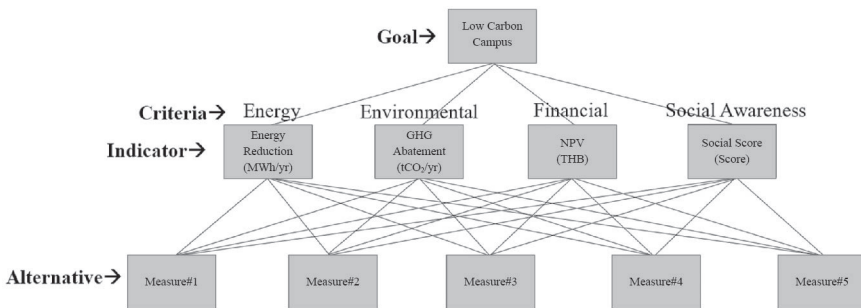 Goal→
Low Carbon
Campus
Criteria→
Energy
Environmental
Financial
Social Awareness
Indicator→
Energy
Reduction
(MWh/yr)
GHG
Abatement
(tCO₂/yr)
NPV
(THB)
Social Score
(Score)
Alternative→
Measure#1
Measure#2
Measure#3
Measure#4
Measure#5